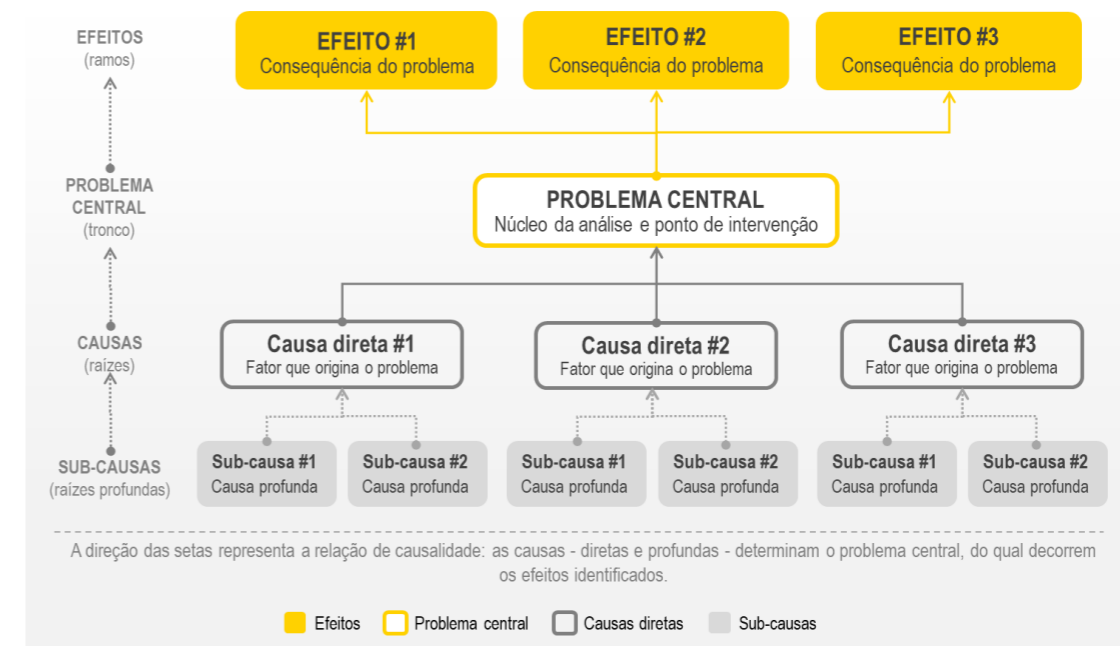 EFEITOS
(ramos)
EFEITO #1
Consequência do problema
EFEITO #2
Consequência do problema
EFEITO #3
Consequência do problema
PROBLEMA
CENTRAL
(tronco)
PROBLEMA CENTRAL
Núcleo da análise e ponto de intervenção
CAUSAS
(raízes)
Causa direta #1
Fator que origina o problema
Causa direta #2
Fator que origina o problema
Causa direta #3
Fator que origina o problema
SUB-CAUSAS
(raízes profundas)
Sub-causa #1
Causa profunda
Sub-causa #2
Causa profunda
Sub-causa #1
Causa profunda
Sub-causa #2
Causa profunda
Sub-causa #1
Causa profunda
Sub-causa #2
Causa profunda
A direção das setas representa a relação de causalidade: as causas - diretas e profundas - determinam o problema central, do qual decorrem
os efeitos identificados.
Efeitos
Problema central
Causas diretas
Sub-causas